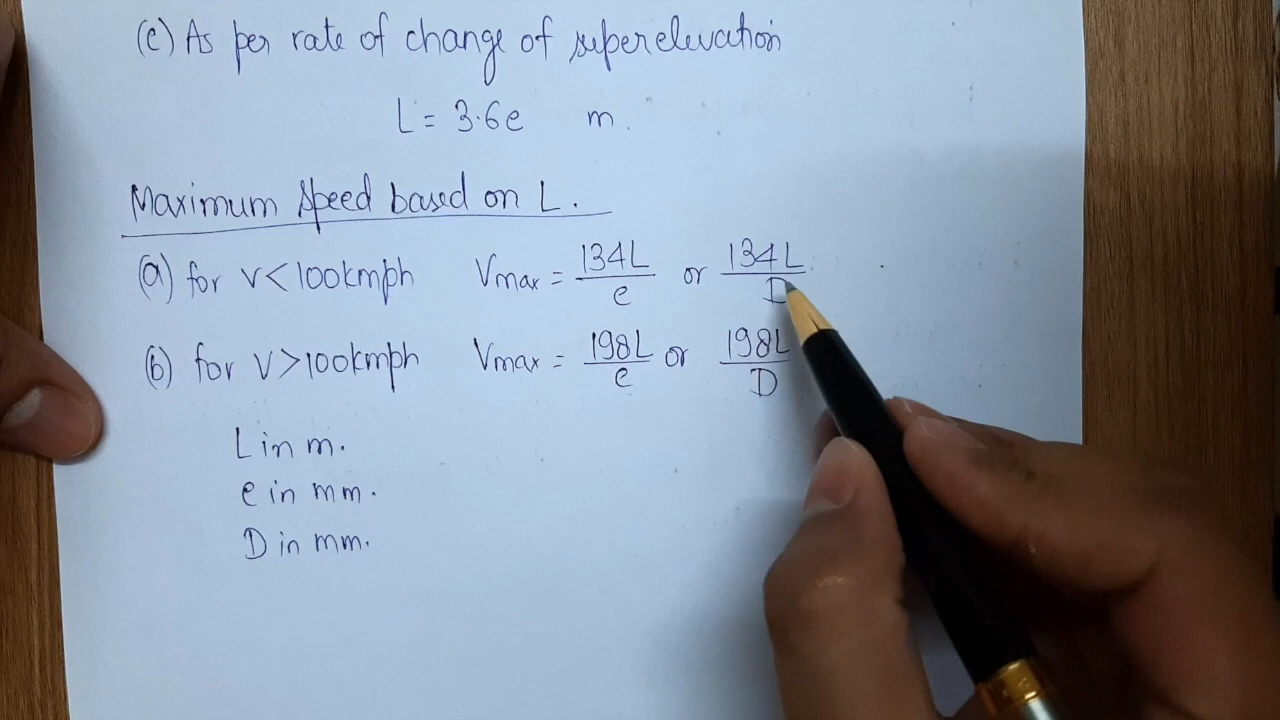 (c) As per rate of change of superelevation
L = 3.6e m.
Maximum speed based on L.
(a) for V < 100kmph Vmax = 134L/e or 134L/D
(b) for V > 100kmph Vmax = 198L/e or 198L/D
L in m.
e in mm.
D in mm.